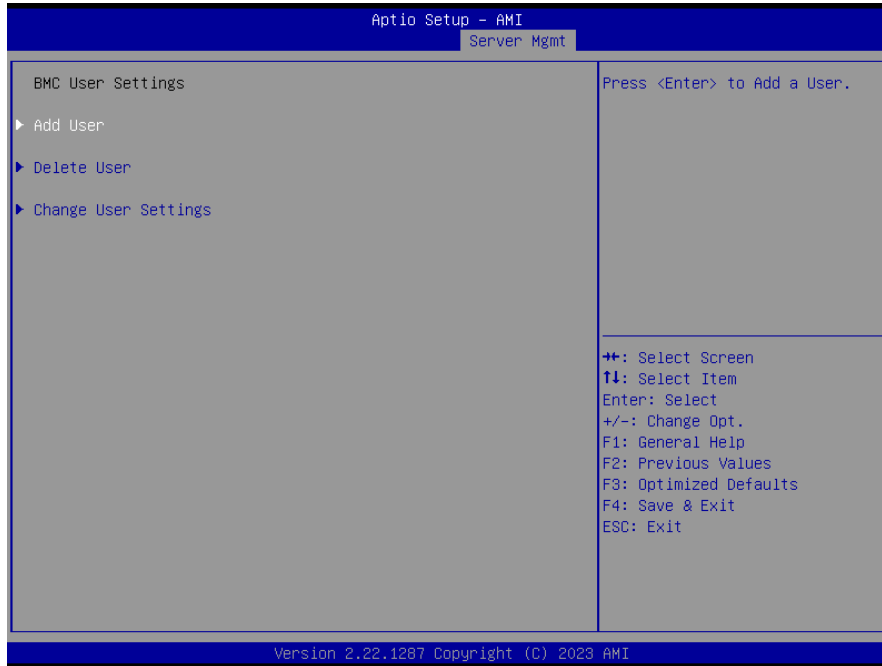 Aptio Setup - AMI
Server Mgmt
BMC User Settings
Add User
Delete User
Change User Settings
Press <Enter> to Add a User.
→←: Select Screen
↑↓: Select Item
Enter: Select
+/-: Change Opt.
F1: General Help
F2: Previous Values
F3: Optimized Defaults
F4: Save & Exit
ESC: Exit
Version 2.22.1287 Copyright (C) 2023 AMI